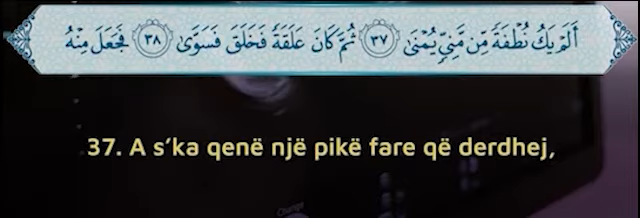 أَلَمْ يَكُ نُطْفَةً مِّن مَّنِيٍّ يُمْنَىٰ ٣٧ ثُمَّ كَانَ عَلَقَةً فَخَلَقَ فَسَوَّىٰ ٣٨ فَجَعَلَ مِنْهُ
37. A s’ka qenë një pikë fare që derdhej,